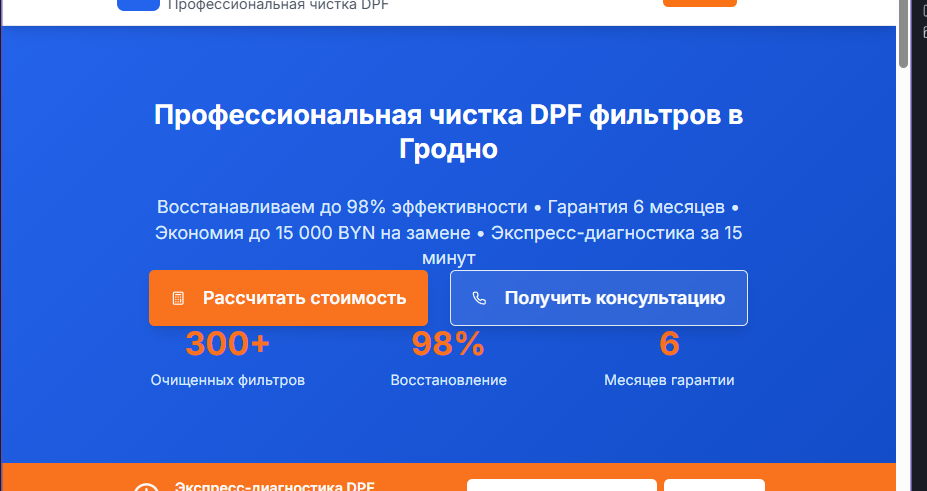 Профессиональная чистка DPF
Профессиональная чистка DPF фильтров в
Гродно
Восстанавливаем до 98% эффективности • Гарантия 6 месяцев •
Экономия до 15 000 BYN на замене • Экспресс-диагностика за 15
минут
Рассчитать стоимость
Получить консультацию
300+
98%
6
Очищенных фильтров
Восстановление
Месяцев гарантии
Экспресс-диагностика DPF